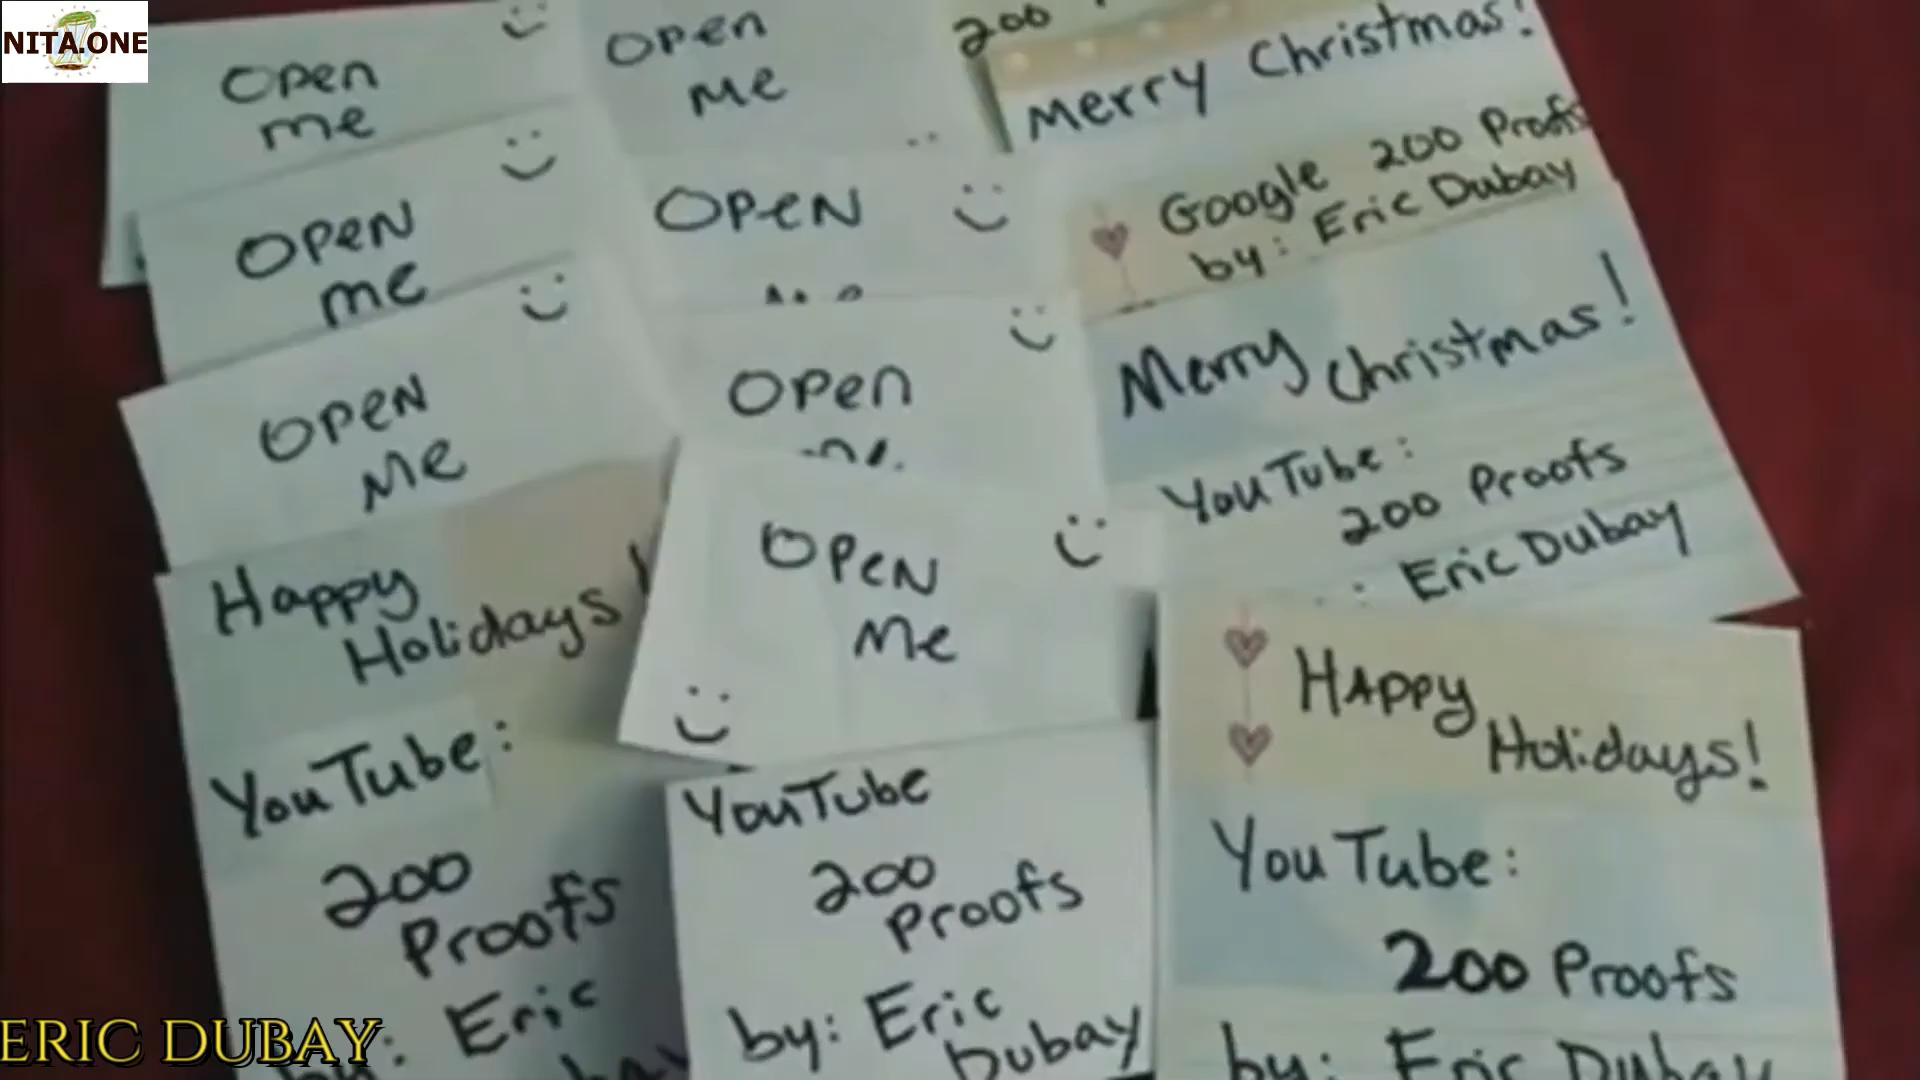 NITA.ONE
Open
me
OPEN
me
OPEN
Me
Happy
Holidays!
YouTube:
200
Proofs
Eric
Open
Me
OPEN
Open
OPEN
Me
YouTube
200
Proofs
by: Eric
Dubay
200
Merry Christmas!
Google 200 Proofs
by: Eric Dubay
Merry Christmas!
YouTube:
200 Proofs
Eric Dubay
Happy
Holidays!
YouTube:
200 Proofs
by: Eric Dubay
ERIC DUBAY